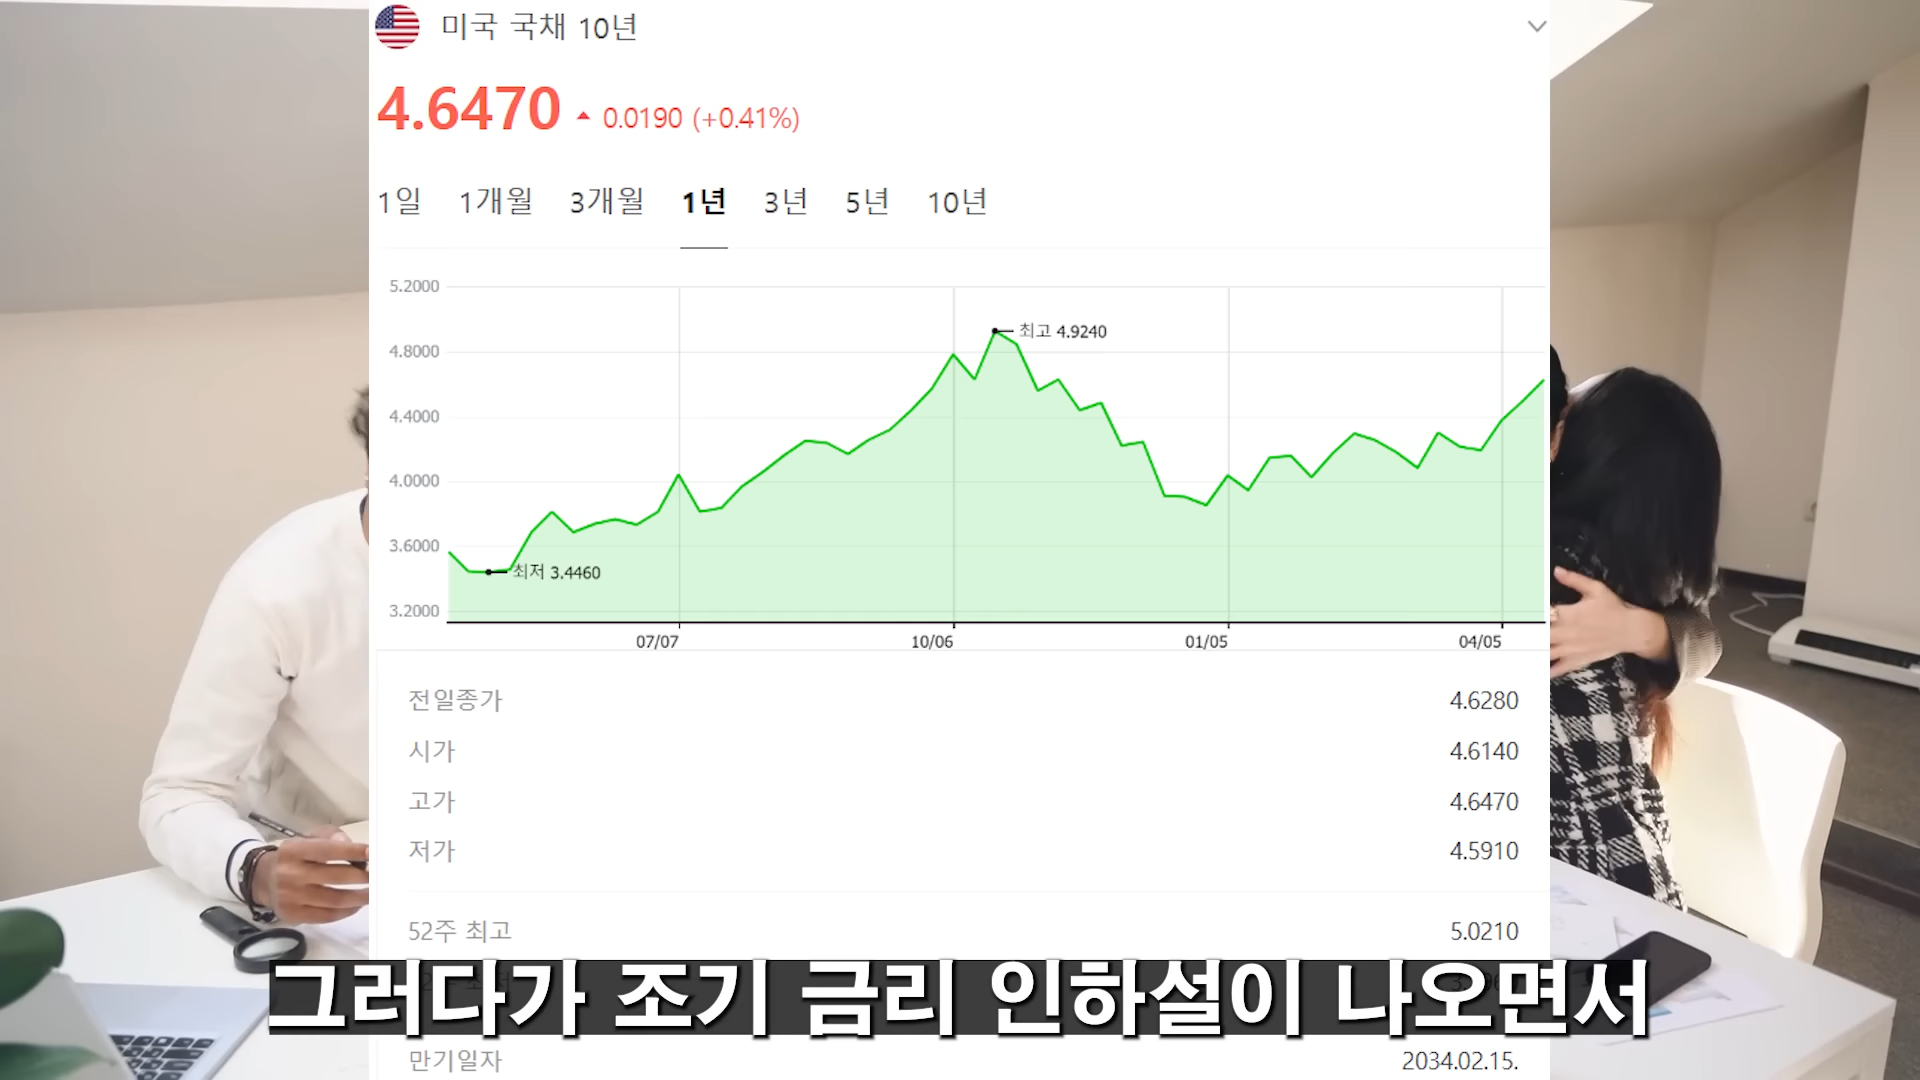 미국 국채 10년
4.6470 ▲ 0.0190 (+0.41%)
1일 1개월 3개월 1년 3년 5년 10년
5.2000
최고 4.9240
4.8000
4.4000
4.0000
3.6000
최저 3.4460
3.2000
07/07 10/06 01/05 04/05
전일종가 4.6280
시가 4.6140
고가 4.6470
저가 4.5910
52주 최고 5.0210
그러다가 조기 금리 인하설이 나오면서
만기일자 2034.02.15.